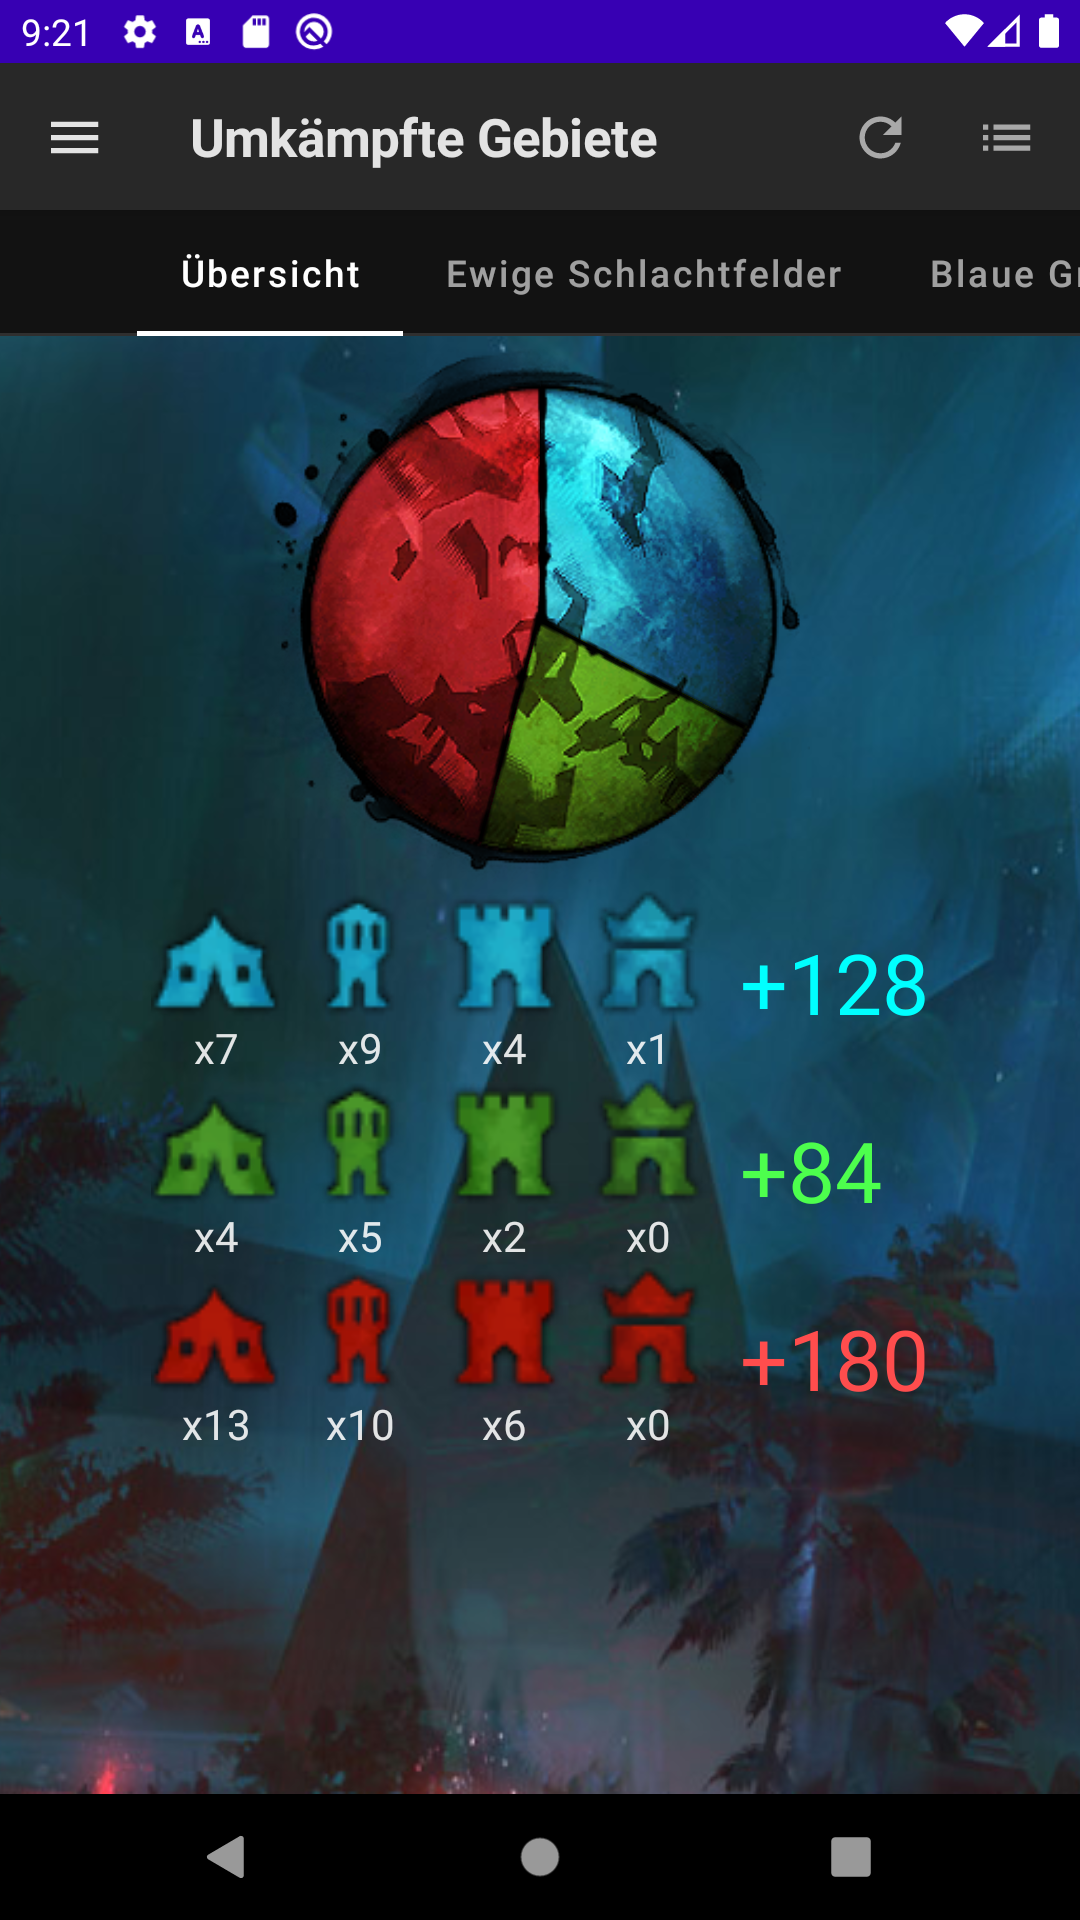 9:21
Umkämpfte Gebiete
Übersicht Ewige Schlachtfelder Blaue Gr
+128
x7 x9 x4 x1
+84
x4 x5 x2 x0
+180
x13 x10 x6 x0